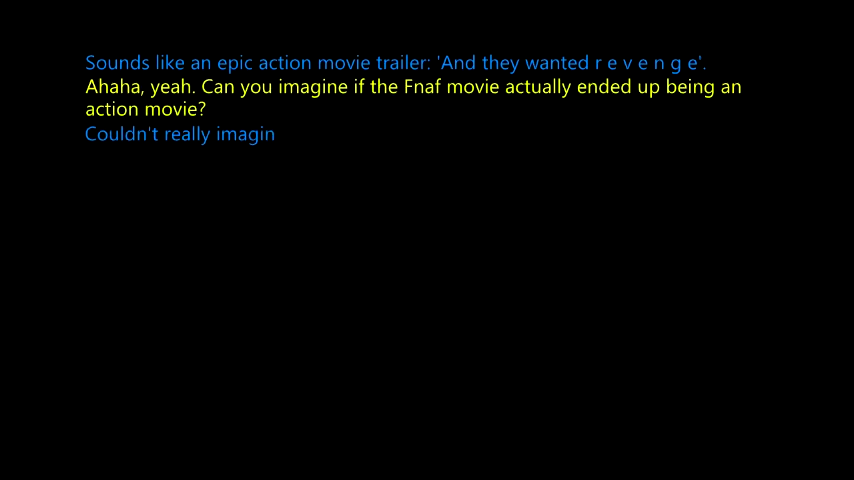 Sounds like an epic action movie trailer: 'And they wanted r e v e n g e'.
Ahaha, yeah. Can you imagine if the Fnaf movie actually ended up being an
action movie?
Couldn't really imagin